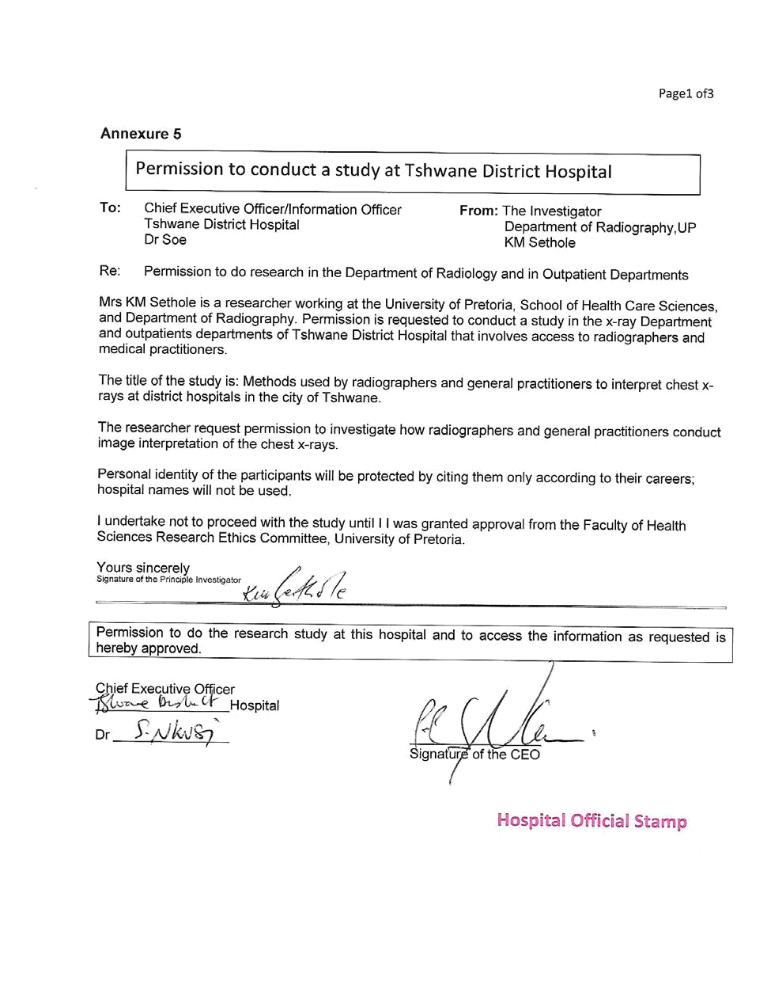 Page1 of3
Annexure 5
Permission to conduct a study at Tshwane District Hospital
To: Chief Executive Officer/Information Officer
Tshwane District Hospital
Dr Soe
From: The Investigator
Department of Radiography,UP
KM Sethole
Re: Permission to do research in the Department of Radiology and in Outpatient Departments
Mrs KM Sethole is a researcher working at the University of Pretoria, School of Health Care Sciences,
and Department of Radiography. Permission is requested to conduct a study in the x-ray Department
and outpatients departments of Tshwane District Hospital that involves access to radiographers and
medical practitioners.
The title of the study is: Methods used by radiographers and general practitioners to interpret chest x-
rays at district hospitals in the city of Tshwane.
The researcher request permission to investigate how radiographers and general practitioners conduct
image interpretation of the chest x-rays.
Personal identity of the participants will be protected by citing them only according to their careers;
hospital names will not be used.
I undertake not to proceed with the study until I I was granted approval from the Faculty of Health
Sciences Research Ethics Committee, University of Pretoria.
Yours sincerely
Signature of the Principle Investigator
KM Sethole
Permission to do the research study at this hospital and to access the information as requested is
hereby approved.
Chief Executive Officer
Tshwane District Hospital
Dr S. Nkusi
Signature of the CEO
Hospital Official Stamp